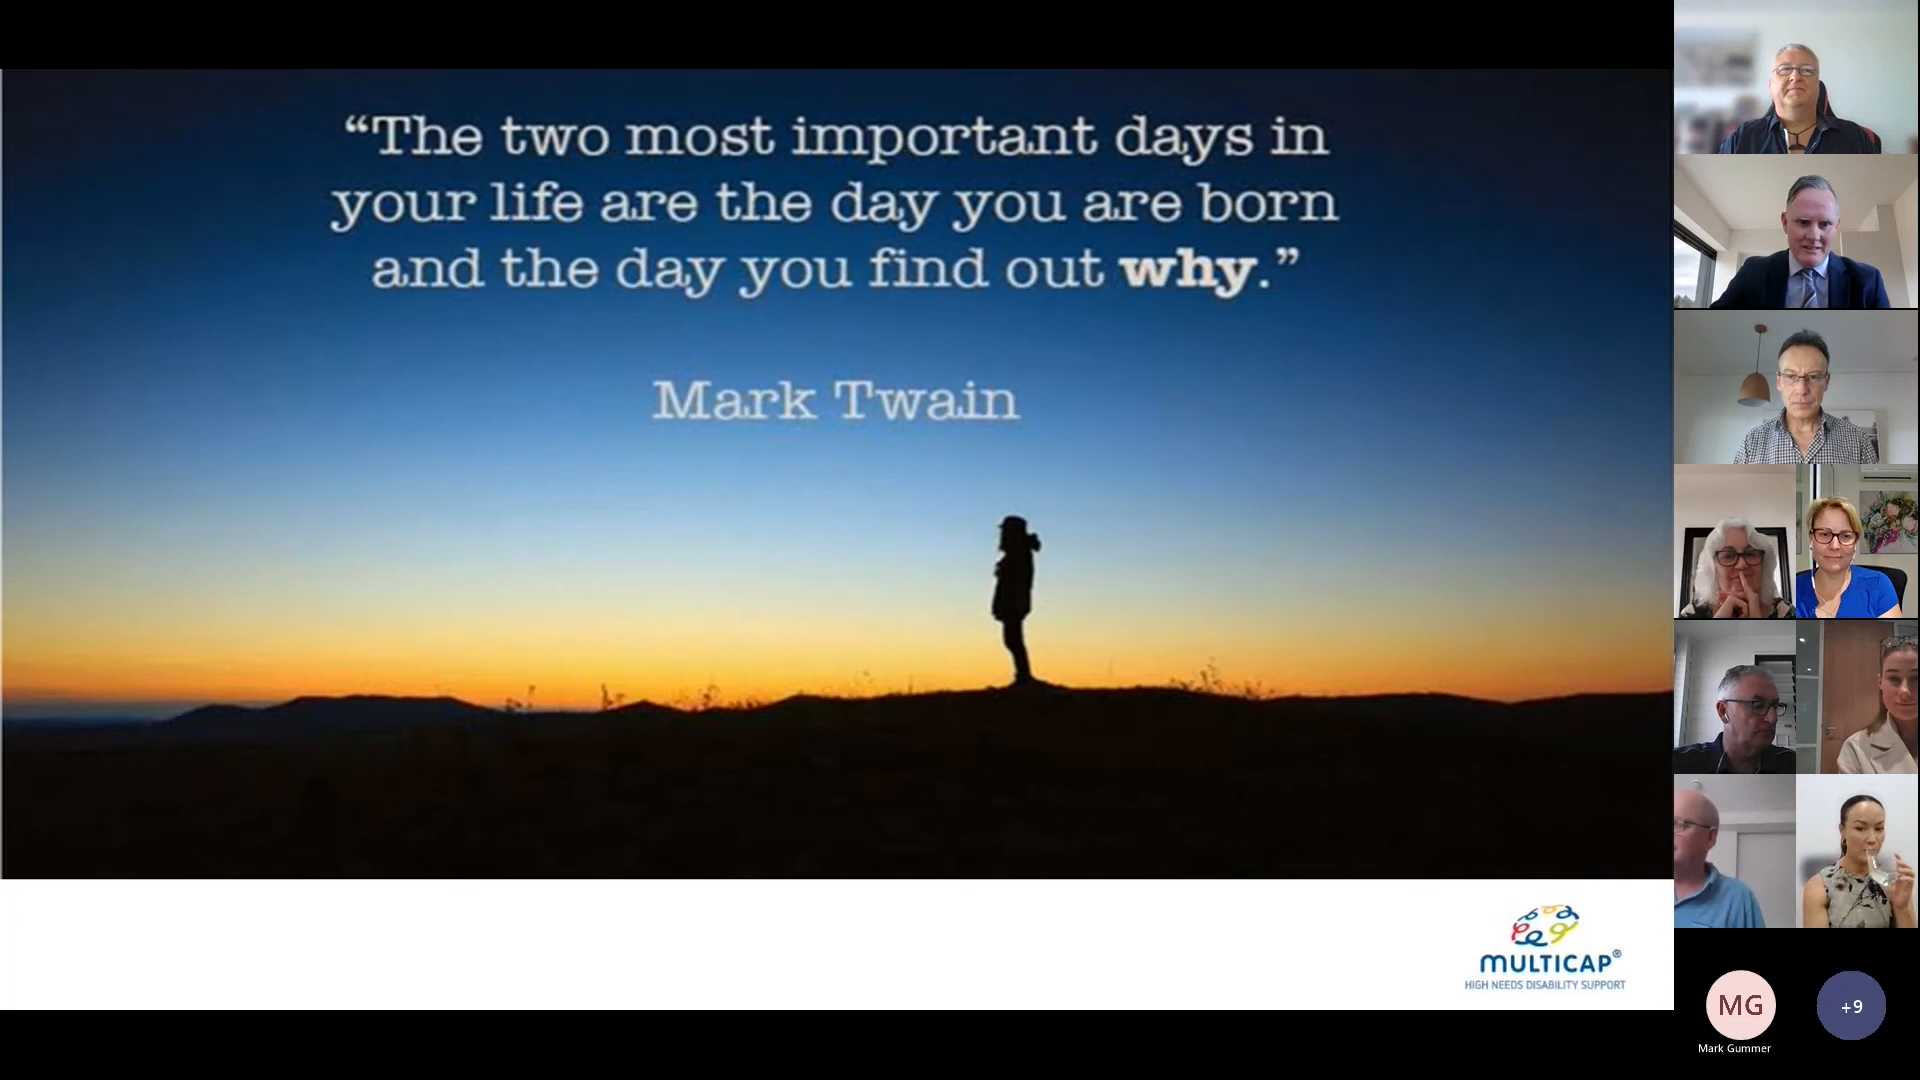 “The two most important days in
your life are the day you are born
and the day you find out why.”
Mark Twain
MULTICAP®
HIGH NEEDS DISABILITY SUPPORT
MG
+9
Mark Gummer